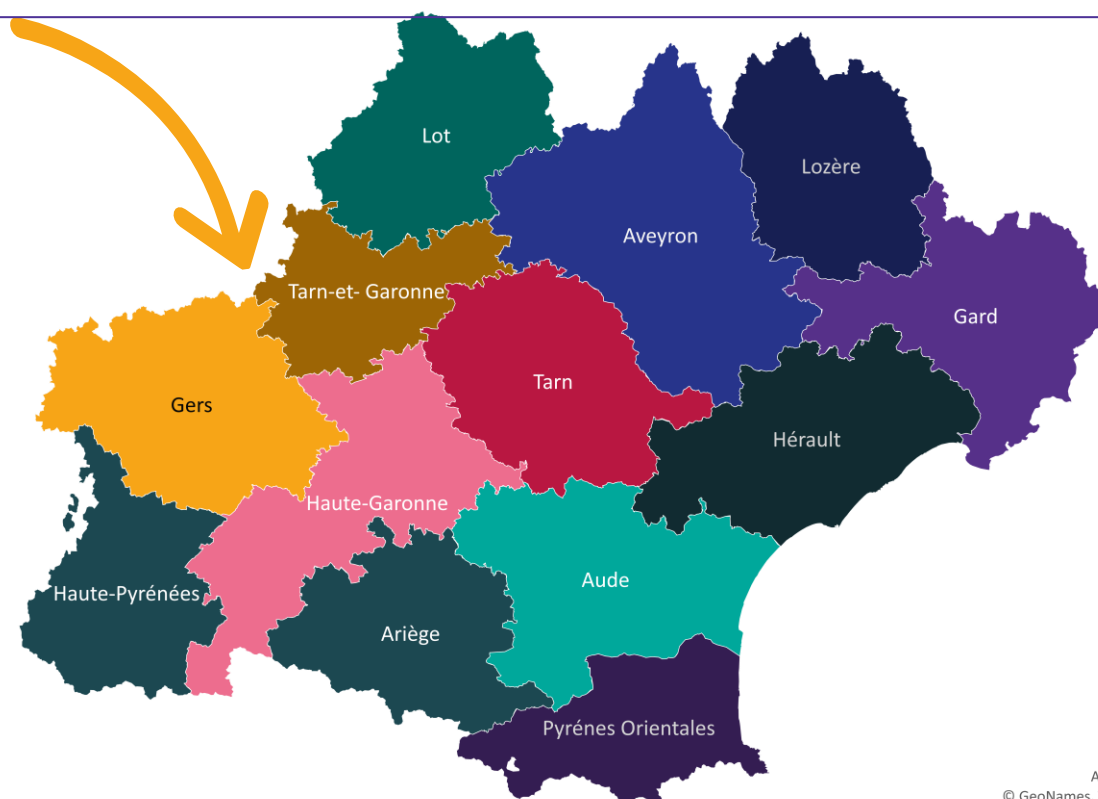 Lot
Lozère
Aveyron
Tarn-et- Garonne
Gard
Tarn
Gers
Hérault
Haute-Garonne
Aude
Haute-Pyrénées
Ariège
Pyrénes Orientales
A
© GeoNames